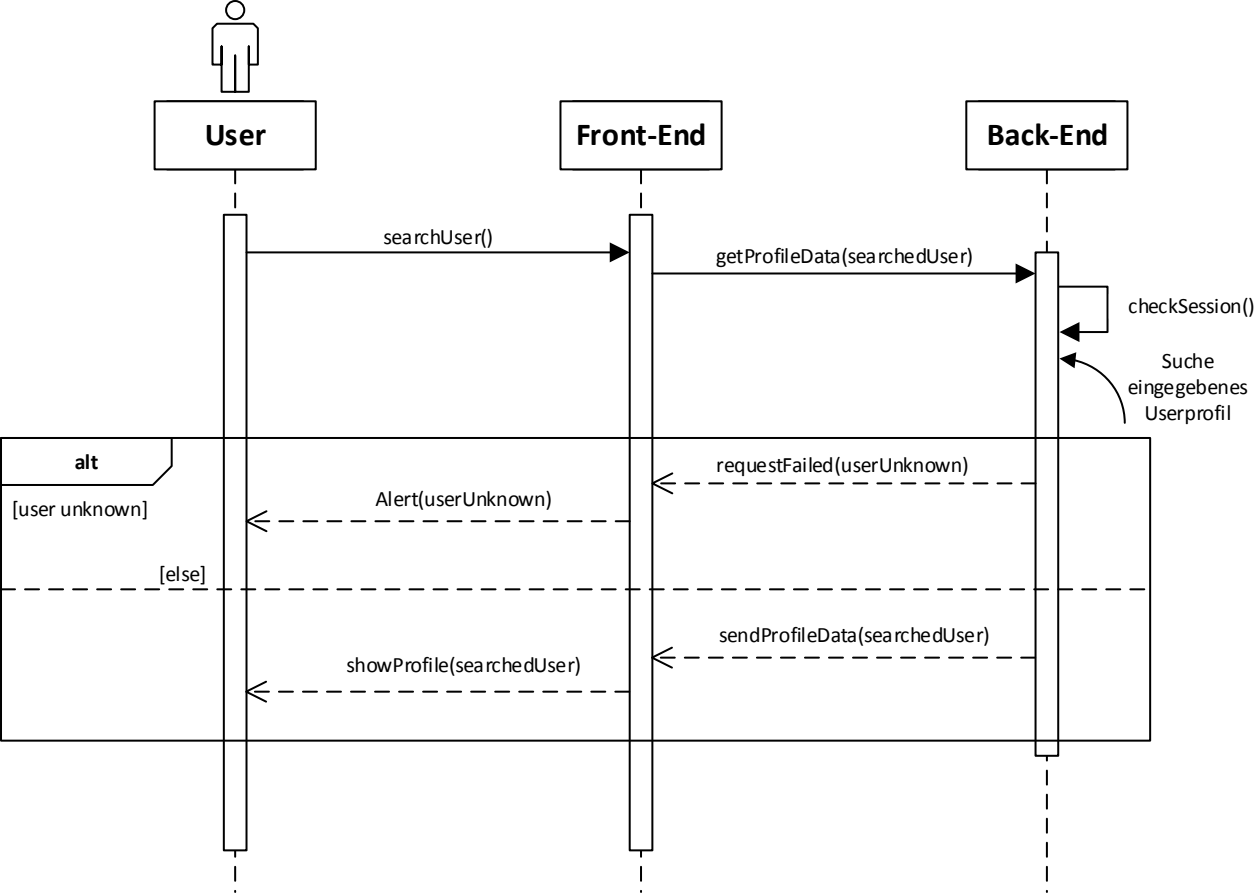 User
Front-End
Back-End
searchUser()
getProfileData(searchedUser)
checkSession()
Suche
eingegebenes
Userprofil
alt
requestFailed(userUnknown)
Alert(userUnknown)
[user unknown]
[else]
sendProfileData(searchedUser)
showProfile(searchedUser)